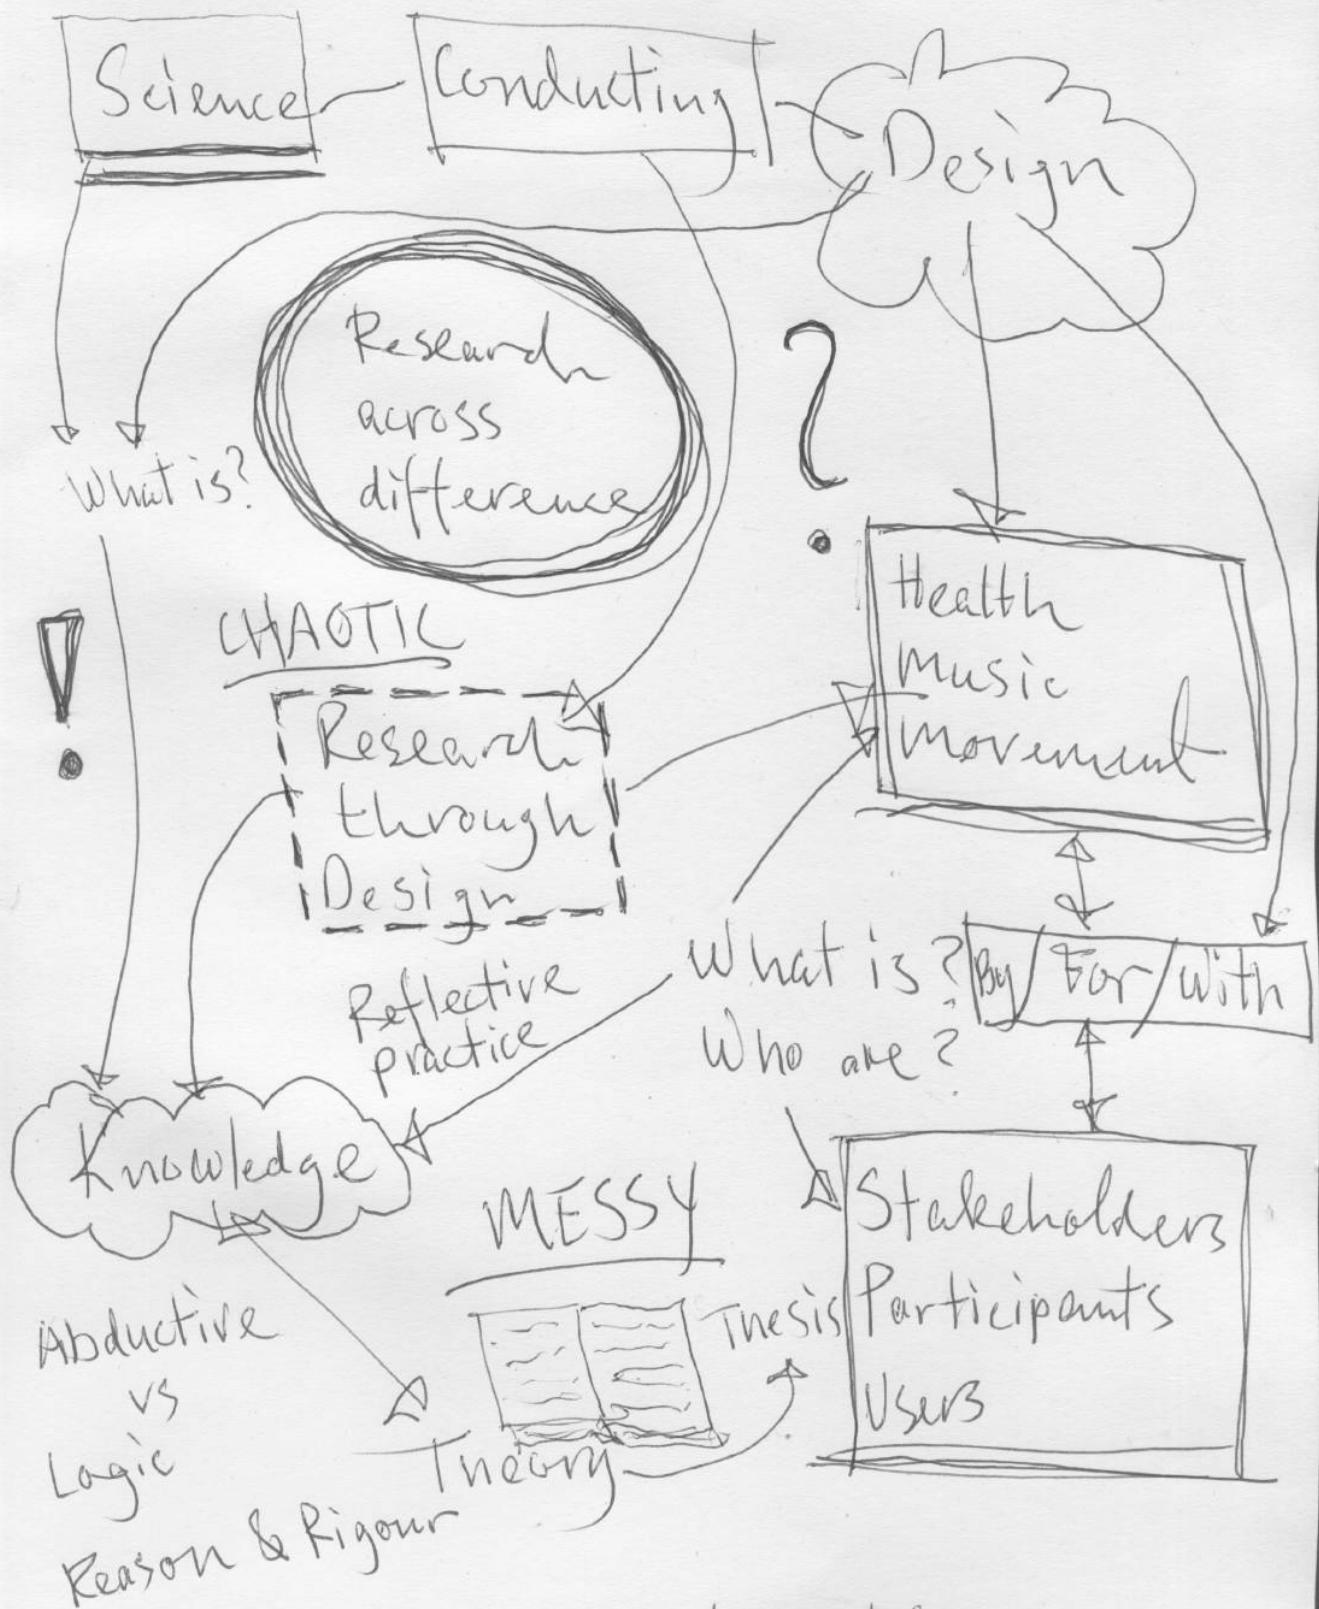 Science
Conducting
Design
Research
across
difference
?
What is?
!
CHAOTIC
Research
through
Design
Health
Music
Movement
Reflective
practice
What is?
Who are?
By/For/With
Knowledge
MESSY
Stakeholders
Participants
Users
Thesis
Abductive
vs
Logic
Theory
Reason & Rigour